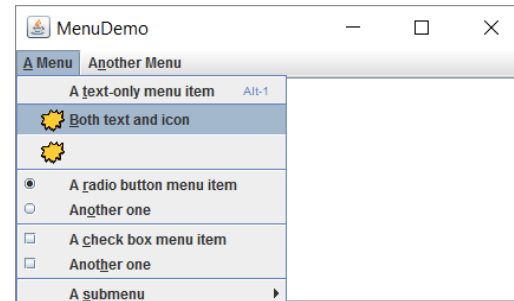 MenuDemo
A Menu Another Menu
A text-only menu item Alt-1
Both text and icon
A radio button menu item
Another one
A check box menu item
Another one
A submenu